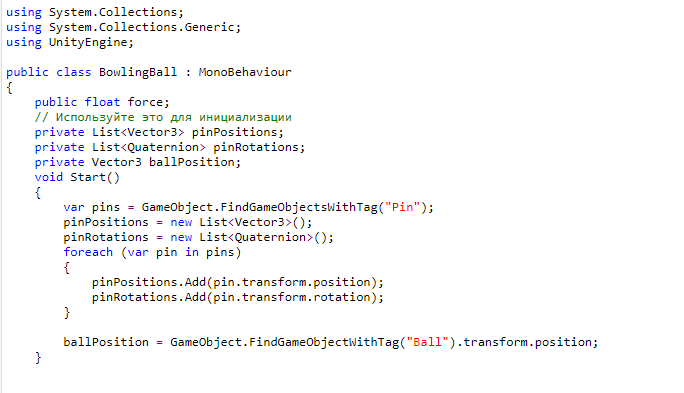 using System.Collections;
using System.Collections.Generic;
using UnityEngine;
public class BowlingBall : MonoBehaviour
{
public float force;
// Используйте это для инициализации
private List<Vector3> pinPositions;
private List<Quaternion> pinRotations;
private Vector3 ballPosition;
void Start()
{
var pins = GameObject.FindGameObjectsWithTag("Pin");
pinPositions = new List<Vector3>();
pinRotations = new List<Quaternion>();
foreach (var pin in pins)
{
pinPositions.Add(pin.transform.position);
pinRotations.Add(pin.transform.rotation);
}
ballPosition = GameObject.FindGameObjectWithTag("Ball").transform.position;
}